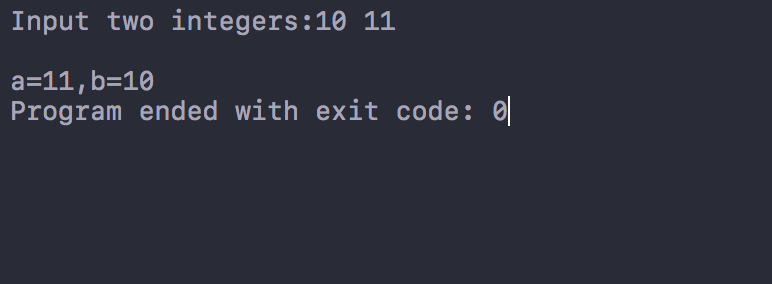 Input two integers:10 11
a=11,b=10
Program ended with exit code: 0